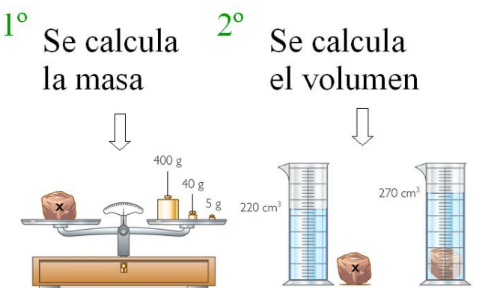 1º Se calcula
la masa
2º Se calcula
el volumen
400 g
40 g
5 g
x
220 cm³
x
270 cm³